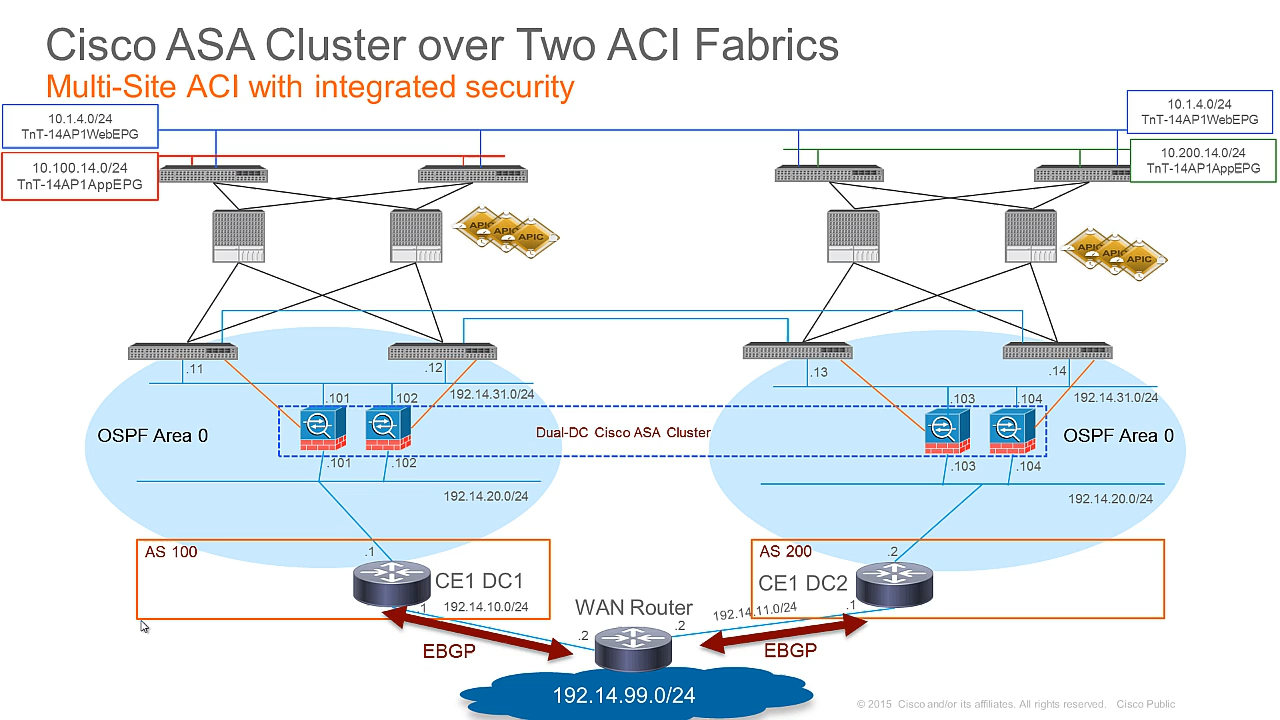 Cisco ASA Cluster over Two ACI Fabrics
Multi-Site ACI with integrated security
10.1.4.0/24
TnT-14AP1WebEPG
10.100.14.0/24
TnT-14AP1AppEPG
10.1.4.0/24
TnT-14AP1WebEPG
10.200.14.0/24
TnT-14AP1AppEPG
APIC
APIC
APIC
APIC
APIC
APIC
.11
.12
.13
.14
.101
.102
192.14.31.0/24
.103
.104
192.14.31.0/24
OSPF Area 0
Dual-DC Cisco ASA Cluster
OSPF Area 0
.101
.102
.103
.104
192.14.20.0/24
192.14.20.0/24
AS 100
.1
CE1 DC1
.1
192.14.10.0/24
AS 200
.2
CE1 DC2
192.14.11.0/24
.1
WAN Router
.2
.2
EBGP
EBGP
192.14.99.0/24
© 2015 Cisco and/or its affiliates. All rights reserved. Cisco Public